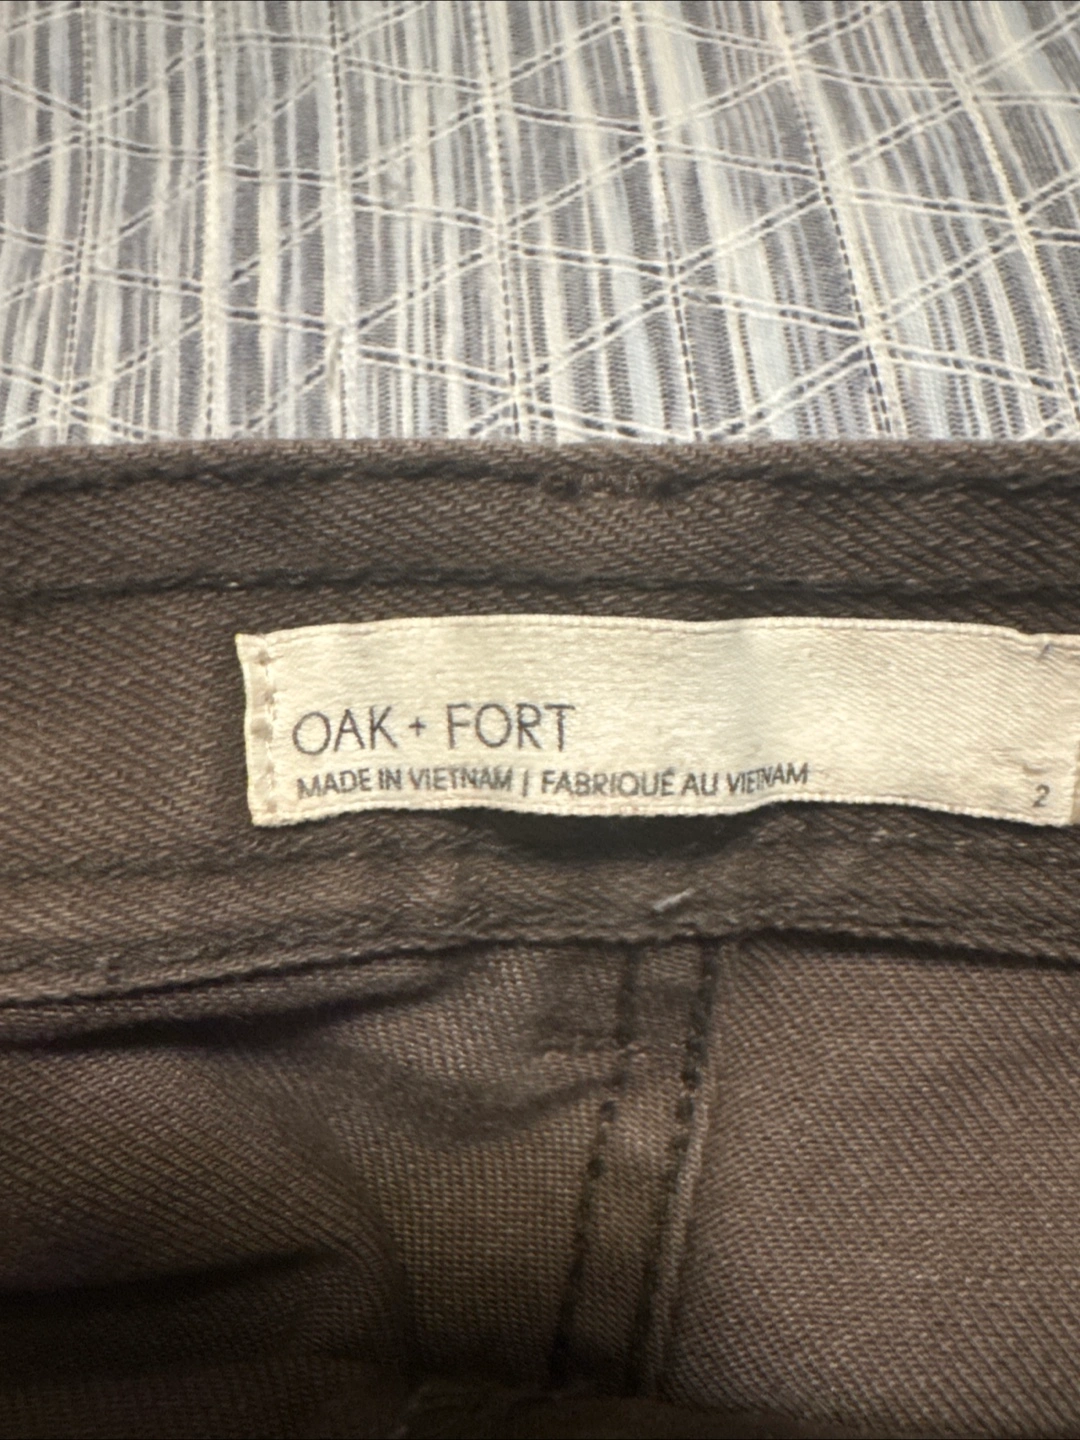 OAK + FORT
MADE IN VIETNAM | FABRIQUÉ AU VIETNAM
2